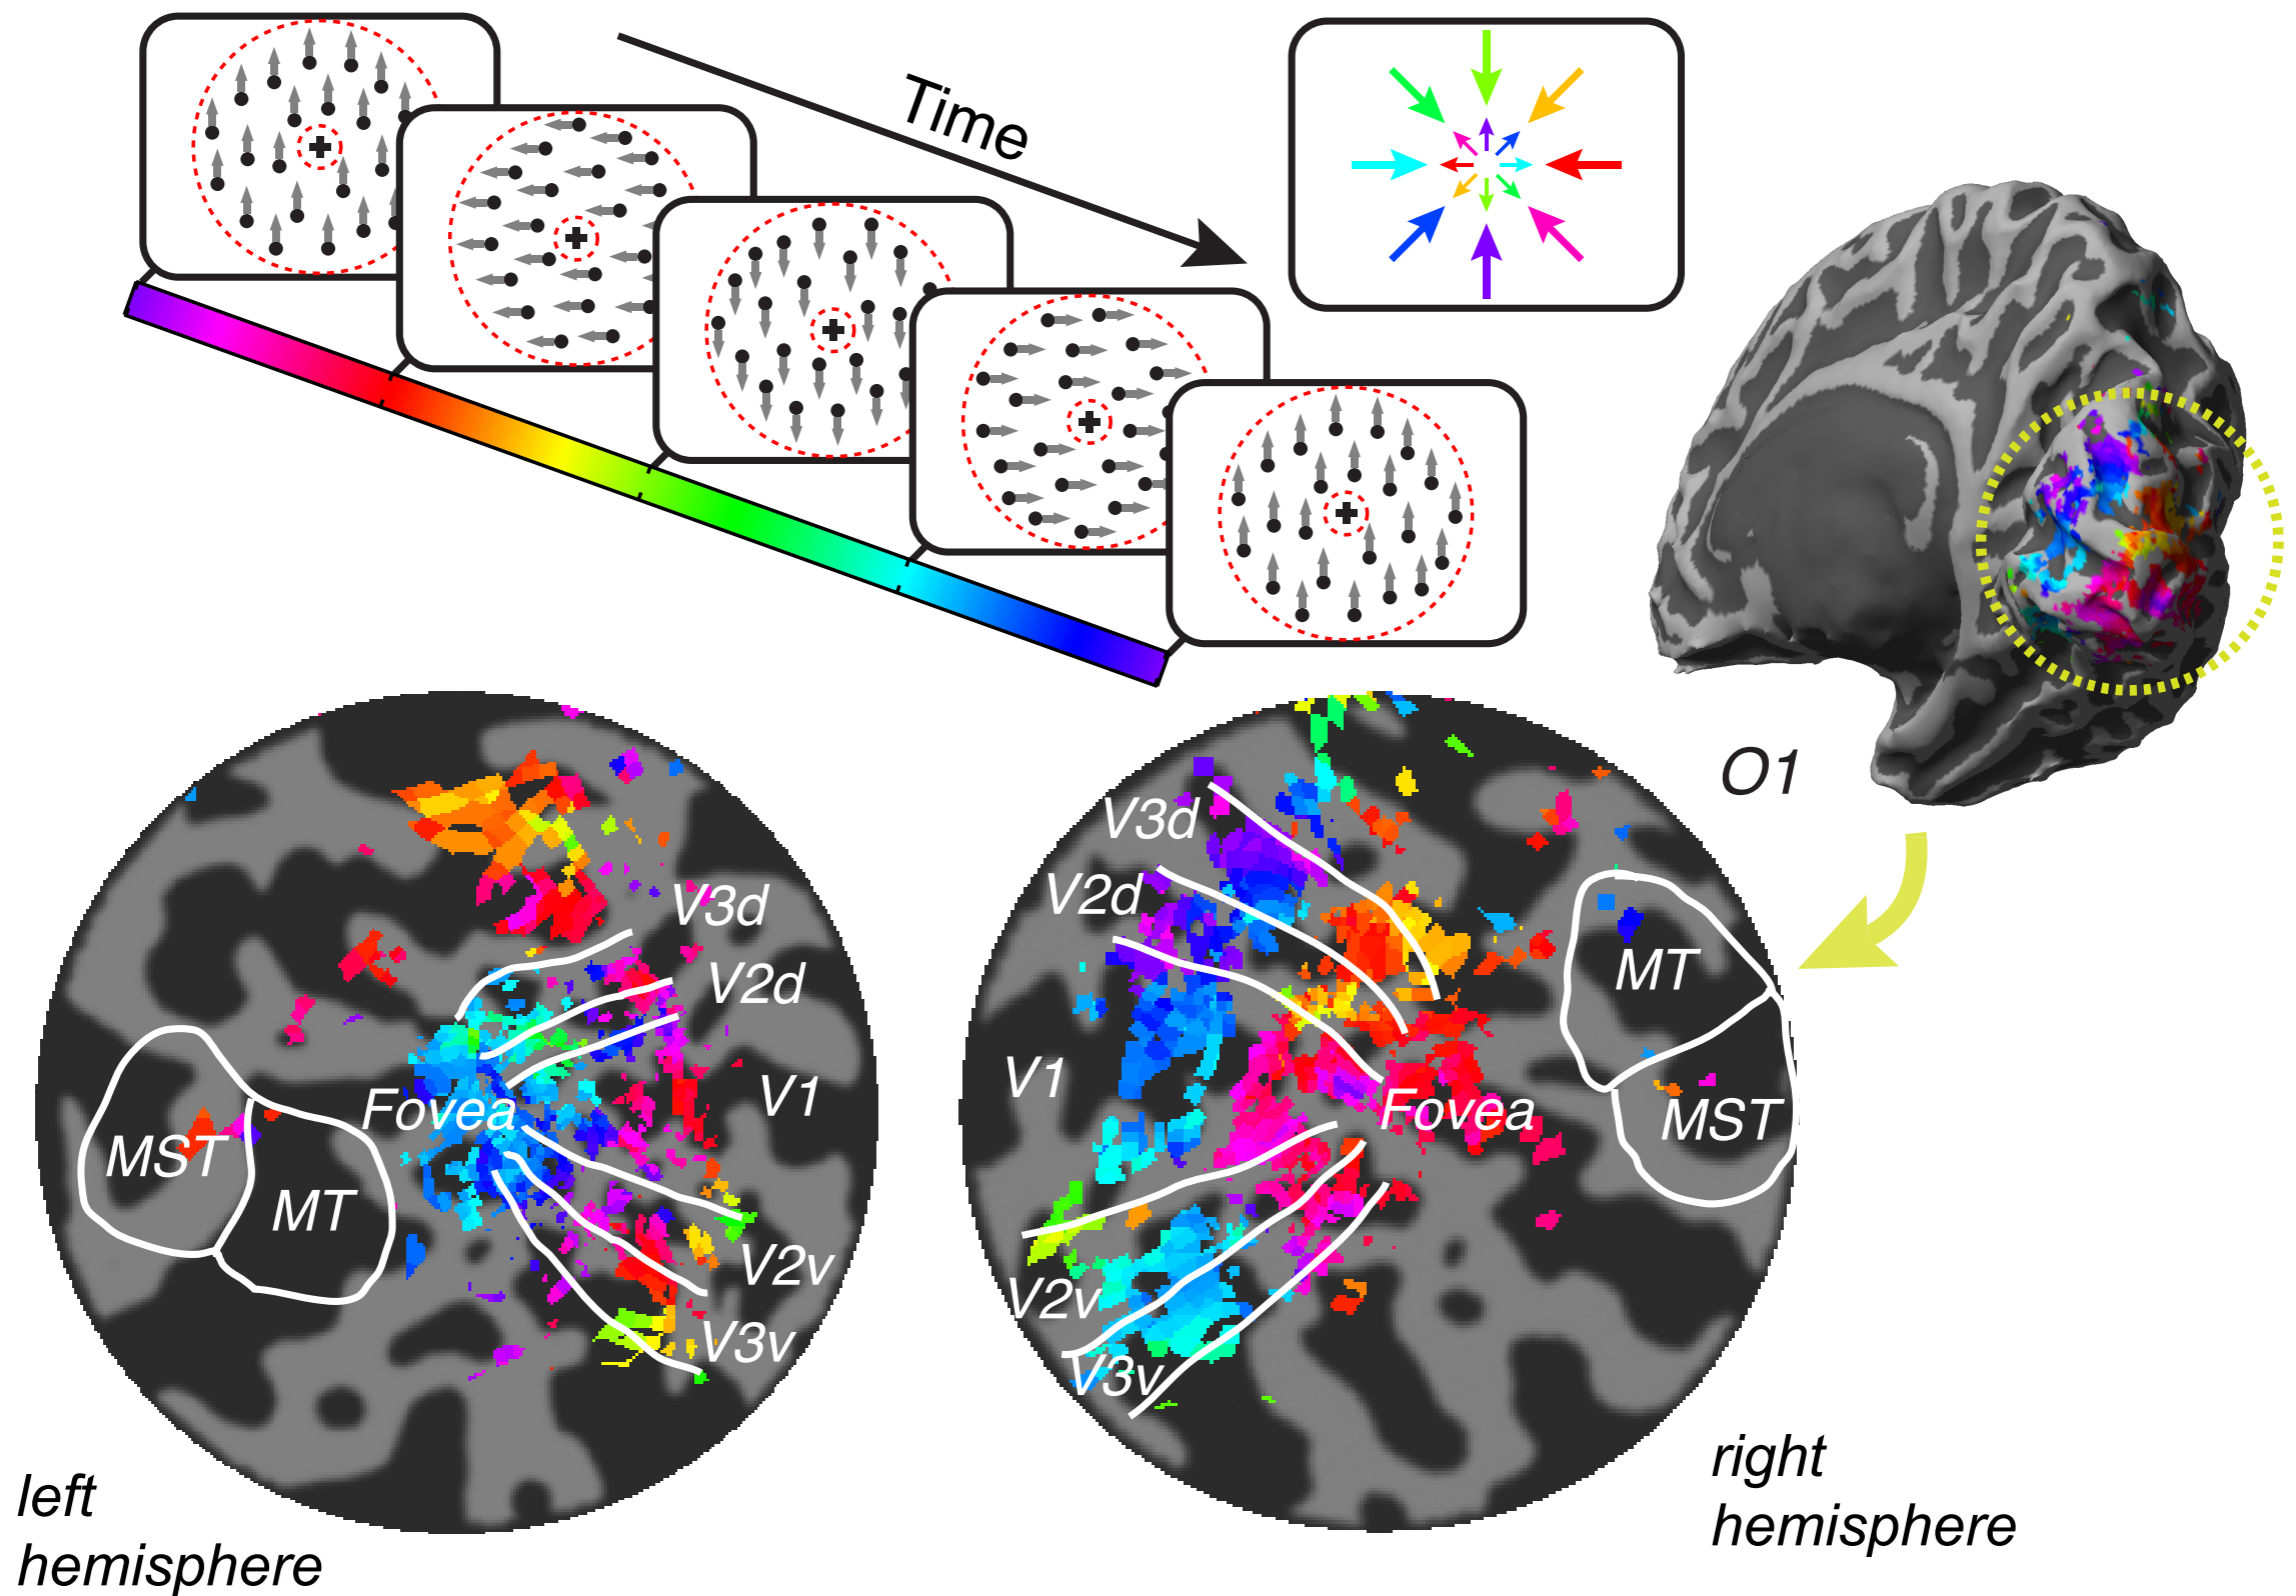 Time
O1
V3d
V2d
V1
Fovea
MST
MT
V2v
V3v
V3d
V2d
V1
MT
Fovea
MST
V2v
V3v
left
hemisphere
right
hemisphere